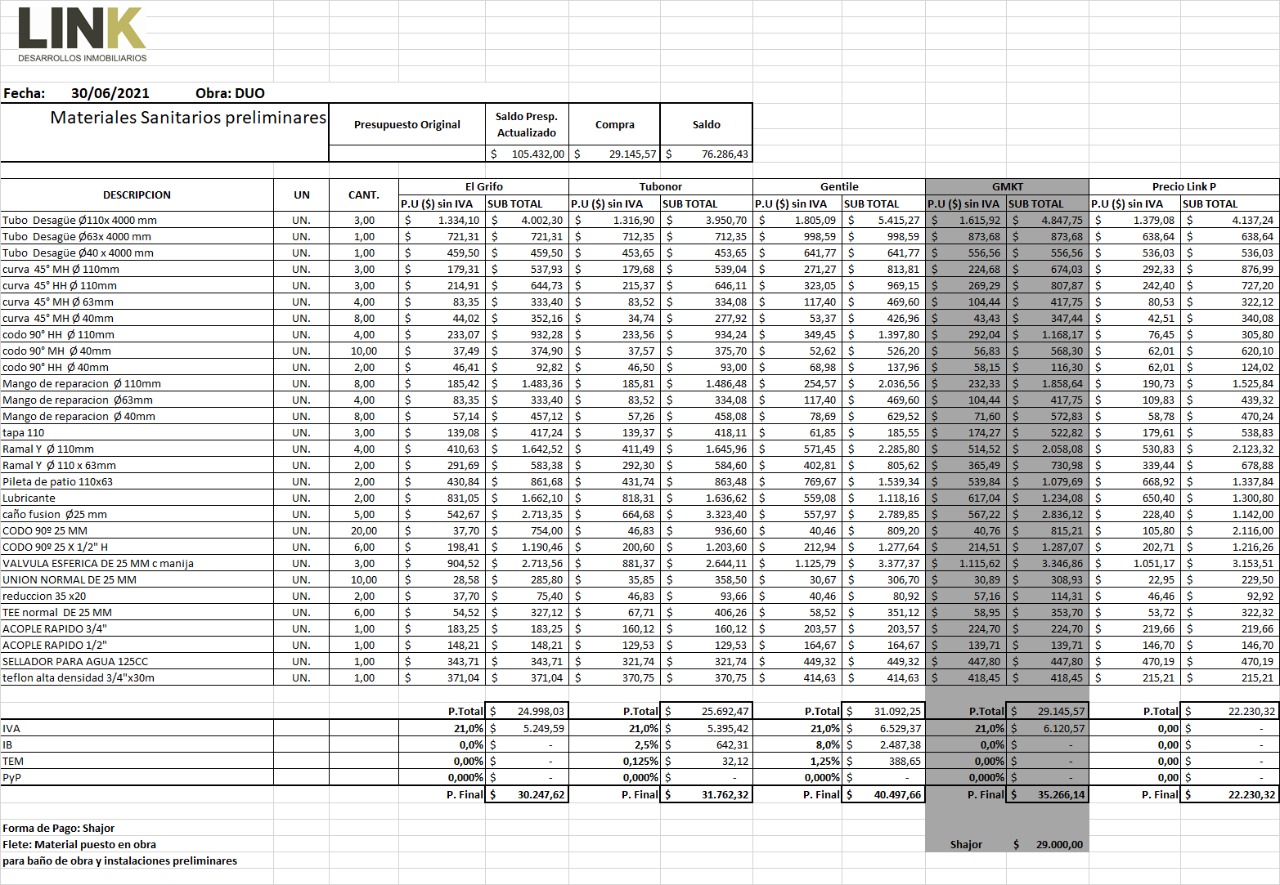 LINK
DESARROLLOS INMOBILIARIOS
Fecha: 30/06/2021 Obra: DUO
Materiales Sanitarios preliminares Presupuesto Original Saldo Presp. Actualizado Compra Saldo
$ 105.432,00 $ 29.145,57 $ 76.286,43
DESCRIPCION UN CANT. El Grifo Tubonor Gentile GMKT Precio Link P
P.U ($) sin IVA SUB TOTAL P.U ($) sin IVA SUB TOTAL P.U ($) sin IVA SUB TOTAL P.U ($) sin IVA SUB TOTAL P.U ($) sin IVA SUB TOTAL
Tubo Desagüe Ø110x 4000 mm UN. 3,00 $ 1.334,10 $ 4.002,30 $ 1.316,90 $ 3.950,70 $ 1.805,09 $ 5.415,27 $ 1.615,92 $ 4.847,75 $ 1.379,08 $ 4.137,24
Tubo Desagüe Ø63x 4000 mm UN. 1,00 $ 721,31 $ 721,31 $ 712,35 $ 712,35 $ 998,59 $ 998,59 $ 873,68 $ 873,68 $ 638,64 $ 638,64
Tubo Desagüe Ø40 x 4000 mm UN. 1,00 $ 459,50 $ 459,50 $ 453,65 $ 453,65 $ 641,77 $ 641,77 $ 556,56 $ 556,56 $ 536,03 $ 536,03
curva 45° MH Ø 110mm UN. 3,00 $ 179,31 $ 537,93 $ 179,68 $ 539,04 $ 271,27 $ 813,81 $ 224,68 $ 674,03 $ 292,33 $ 876,99
curva 45° HH Ø 110mm UN. 3,00 $ 214,91 $ 644,73 $ 215,37 $ 646,11 $ 323,05 $ 969,15 $ 269,29 $ 807,87 $ 242,40 $ 727,20
curva 45° MH Ø 63mm UN. 4,00 $ 83,35 $ 333,40 $ 83,52 $ 334,08 $ 117,40 $ 469,60 $ 104,44 $ 417,75 $ 80,53 $ 322,12
curva 45° MH Ø 40mm UN. 8,00 $ 44,02 $ 352,16 $ 34,74 $ 277,92 $ 53,37 $ 426,96 $ 43,43 $ 347,44 $ 42,51 $ 340,08
codo 90° HH Ø 110mm UN. 4,00 $ 233,07 $ 932,28 $ 233,56 $ 934,24 $ 349,45 $ 1.397,80 $ 292,04 $ 1.168,17 $ 76,45 $ 305,80
codo 90° MH Ø 40mm UN. 10,00 $ 37,49 $ 374,90 $ 37,57 $ 375,70 $ 52,62 $ 526,20 $ 56,83 $ 568,30 $ 62,01 $ 620,10
codo 90° HH Ø 40mm UN. 2,00 $ 46,41 $ 92,82 $ 46,50 $ 93,00 $ 68,98 $ 137,96 $ 58,15 $ 116,30 $ 62,01 $ 124,02
Mango de reparacion Ø 110mm UN. 8,00 $ 185,42 $ 1.483,36 $ 185,81 $ 1.486,48 $ 254,57 $ 2.036,56 $ 232,33 $ 1.858,64 $ 190,73 $ 1.525,84
Mango de reparacion Ø63mm UN. 4,00 $ 83,35 $ 333,40 $ 83,52 $ 334,08 $ 117,40 $ 469,60 $ 104,44 $ 417,75 $ 109,83 $ 439,32
Mango de reparacion Ø 40mm UN. 8,00 $ 57,14 $ 457,12 $ 57,26 $ 458,08 $ 78,69 $ 629,52 $ 71,60 $ 572,83 $ 58,78 $ 470,24
tapa 110 UN. 3,00 $ 139,08 $ 417,24 $ 139,37 $ 418,11 $ 61,85 $ 185,55 $ 174,27 $ 522,82 $ 179,61 $ 538,83
Ramal Y Ø 110mm UN. 4,00 $ 410,63 $ 1.642,52 $ 411,49 $ 1.645,96 $ 571,45 $ 2.285,80 $ 514,52 $ 2.058,08 $ 530,83 $ 2.123,32
Ramal Y Ø 110 x 63mm UN. 2,00 $ 291,69 $ 583,38 $ 292,30 $ 584,60 $ 402,81 $ 805,62 $ 365,49 $ 730,98 $ 339,44 $ 678,88
Pileta de patio 110x63 UN. 2,00 $ 430,84 $ 861,68 $ 431,74 $ 863,48 $ 769,67 $ 1.539,34 $ 539,84 $ 1.079,69 $ 668,92 $ 1.337,84
Lubricante UN. 2,00 $ 831,05 $ 1.662,10 $ 818,31 $ 1.636,62 $ 559,08 $ 1.118,16 $ 617,04 $ 1.234,08 $ 650,40 $ 1.300,80
caño fusion Ø25 mm UN. 5,00 $ 542,67 $ 2.713,35 $ 664,68 $ 3.323,40 $ 557,97 $ 2.789,85 $ 567,22 $ 2.836,12 $ 228,40 $ 1.142,00
CODO 90º 25 MM UN. 20,00 $ 37,70 $ 754,00 $ 46,83 $ 936,60 $ 40,46 $ 809,20 $ 40,76 $ 815,21 $ 105,80 $ 2.116,00
CODO 90º 25 X 1/2" H UN. 6,00 $ 198,41 $ 1.190,46 $ 200,60 $ 1.203,60 $ 212,94 $ 1.277,64 $ 214,51 $ 1.287,07 $ 202,71 $ 1.216,26
VALVULA ESFERICA DE 25 MM c manija UN. 3,00 $ 904,52 $ 2.713,56 $ 881,37 $ 2.644,11 $ 1.125,79 $ 3.377,37 $ 1.115,62 $ 3.346,86 $ 1.051,17 $ 3.153,51
UNION NORMAL DE 25 MM UN. 10,00 $ 28,58 $ 285,80 $ 35,85 $ 358,50 $ 30,67 $ 306,70 $ 30,89 $ 308,93 $ 22,95 $ 229,50
reduccion 35 x20 UN. 2,00 $ 37,70 $ 75,40 $ 46,83 $ 93,66 $ 40,46 $ 80,92 $ 57,16 $ 114,31 $ 46,46 $ 92,92
TEE normal DE 25 MM UN. 6,00 $ 54,52 $ 327,12 $ 67,71 $ 406,26 $ 58,52 $ 351,12 $ 58,95 $ 353,70 $ 53,72 $ 322,32
ACOPLE RAPIDO 3/4" UN. 1,00 $ 183,25 $ 183,25 $ 160,12 $ 160,12 $ 203,57 $ 203,57 $ 224,70 $ 224,70 $ 219,66 $ 219,66
ACOPLE RAPIDO 1/2" UN. 1,00 $ 148,21 $ 148,21 $ 129,53 $ 129,53 $ 164,67 $ 164,67 $ 139,71 $ 139,71 $ 146,70 $ 146,70
SELLADOR PARA AGUA 125CC UN. 1,00 $ 343,71 $ 343,71 $ 321,74 $ 321,74 $ 449,32 $ 449,32 $ 447,80 $ 447,80 $ 470,19 $ 470,19
teflon alta densidad 3/4"x30m UN. 1,00 $ 371,04 $ 371,04 $ 370,75 $ 370,75 $ 414,63 $ 414,63 $ 418,45 $ 418,45 $ 215,21 $ 215,21
P.Total $ 24.998,03 P.Total $ 25.692,47 P.Total $ 31.092,25 P.Total $ 29.145,57 P.Total $ 22.230,32
IVA 21,0% $ 5.249,59 21,0% $ 5.395,42 21,0% $ 6.529,37 21,0% $ 6.120,57 0,00 $ -
IB 0,0% $ - 2,5% $ 642,31 8,0% $ 2.487,38 0,0% $ - 0,00 $ -
TEM 0,00% $ - 0,125% $ 32,12 1,25% $ 388,65 0,00% $ - 0,00 $ -
PyP 0,000% $ - 0,000% $ - 0,000% $ - 0,000% $ - 0,00 $ -
P. Final $ 30.247,62 P. Final $ 31.762,32 P. Final $ 40.497,66 P. Final $ 35.266,14 P. Final $ 22.230,32
Forma de Pago: Shajor
Flete: Material puesto en obra Shajor $ 29.000,00
para baño de obra y instalaciones preliminares